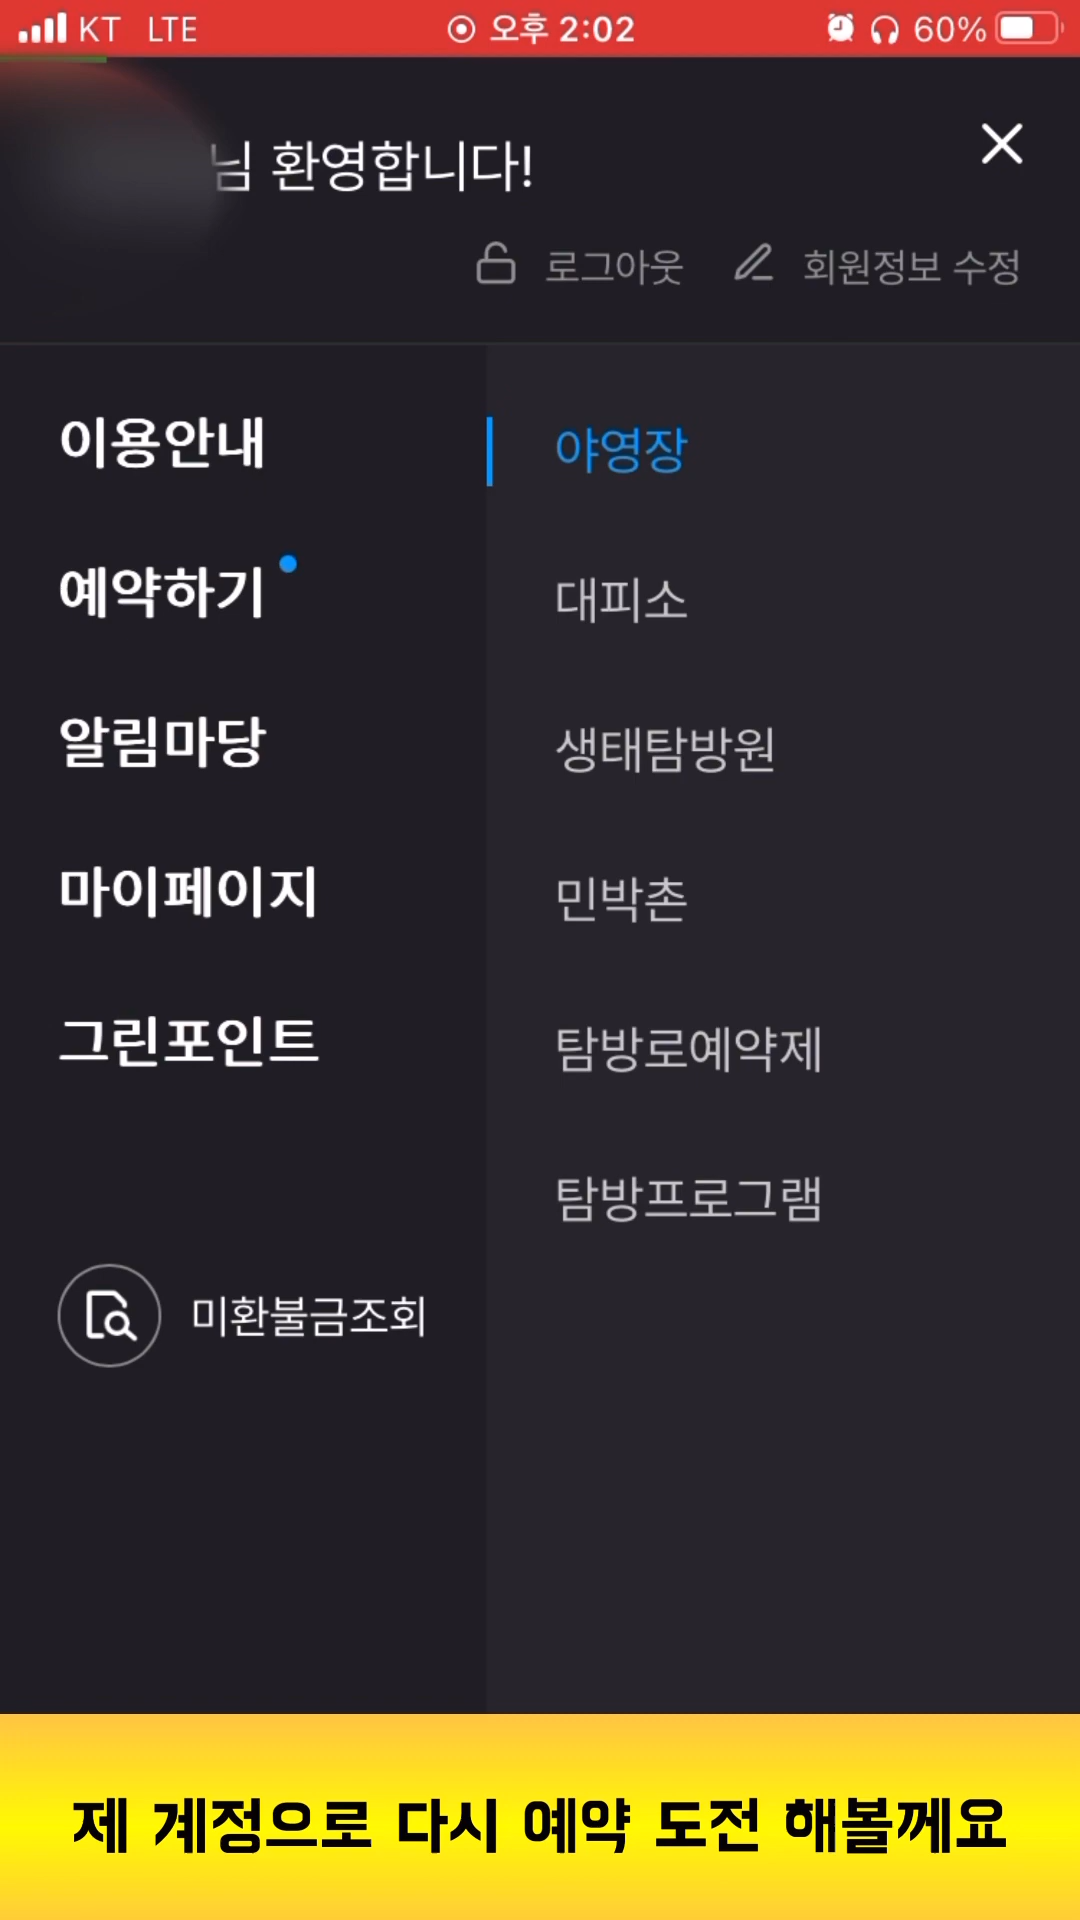 KT LTE 오후 2:02 60%
님 환영합니다!
로그아웃 회원정보 수정
이용안내
예약하기
알림마당
마이페이지
그린포인트
미환불금조회
야영장
대피소
생태탐방원
민박촌
탐방로예약제
탐방프로그램
제 계정으로 다시 예약 도전 해볼께요